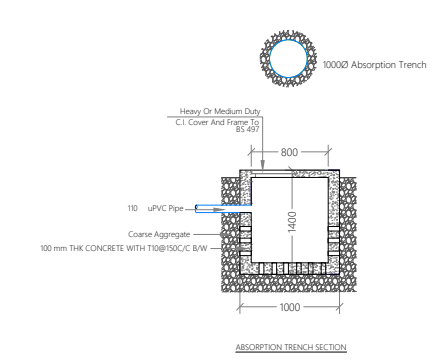 1000Ø Absorption Trench
Heavy Or Medium Duty
C.I. Cover And Frame To
BS 497
800
110 uPVC Pipe
1400
Coarse Aggregate
100 mm THK CONCRETE WITH T10@150C/C B/W
1000
ABSORPTION TRENCH SECTION